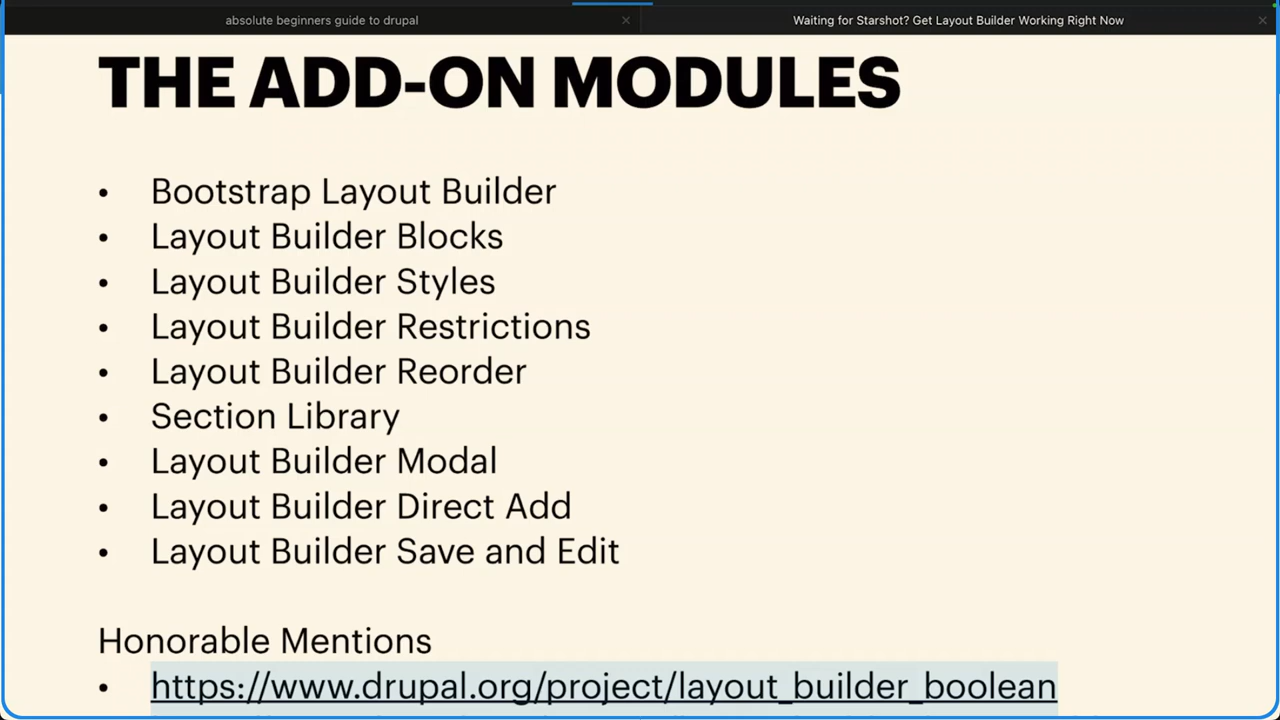 absolute beginners guide to drupal
Waiting for Starshot? Get Layout Builder Working Right Now
THE ADD-ON MODULES
• Bootstrap Layout Builder
• Layout Builder Blocks
• Layout Builder Styles
• Layout Builder Restrictions
• Layout Builder Reorder
• Section Library
• Layout Builder Modal
• Layout Builder Direct Add
• Layout Builder Save and Edit
Honorable Mentions
• https://www.drupal.org/project/layout_builder_boolean